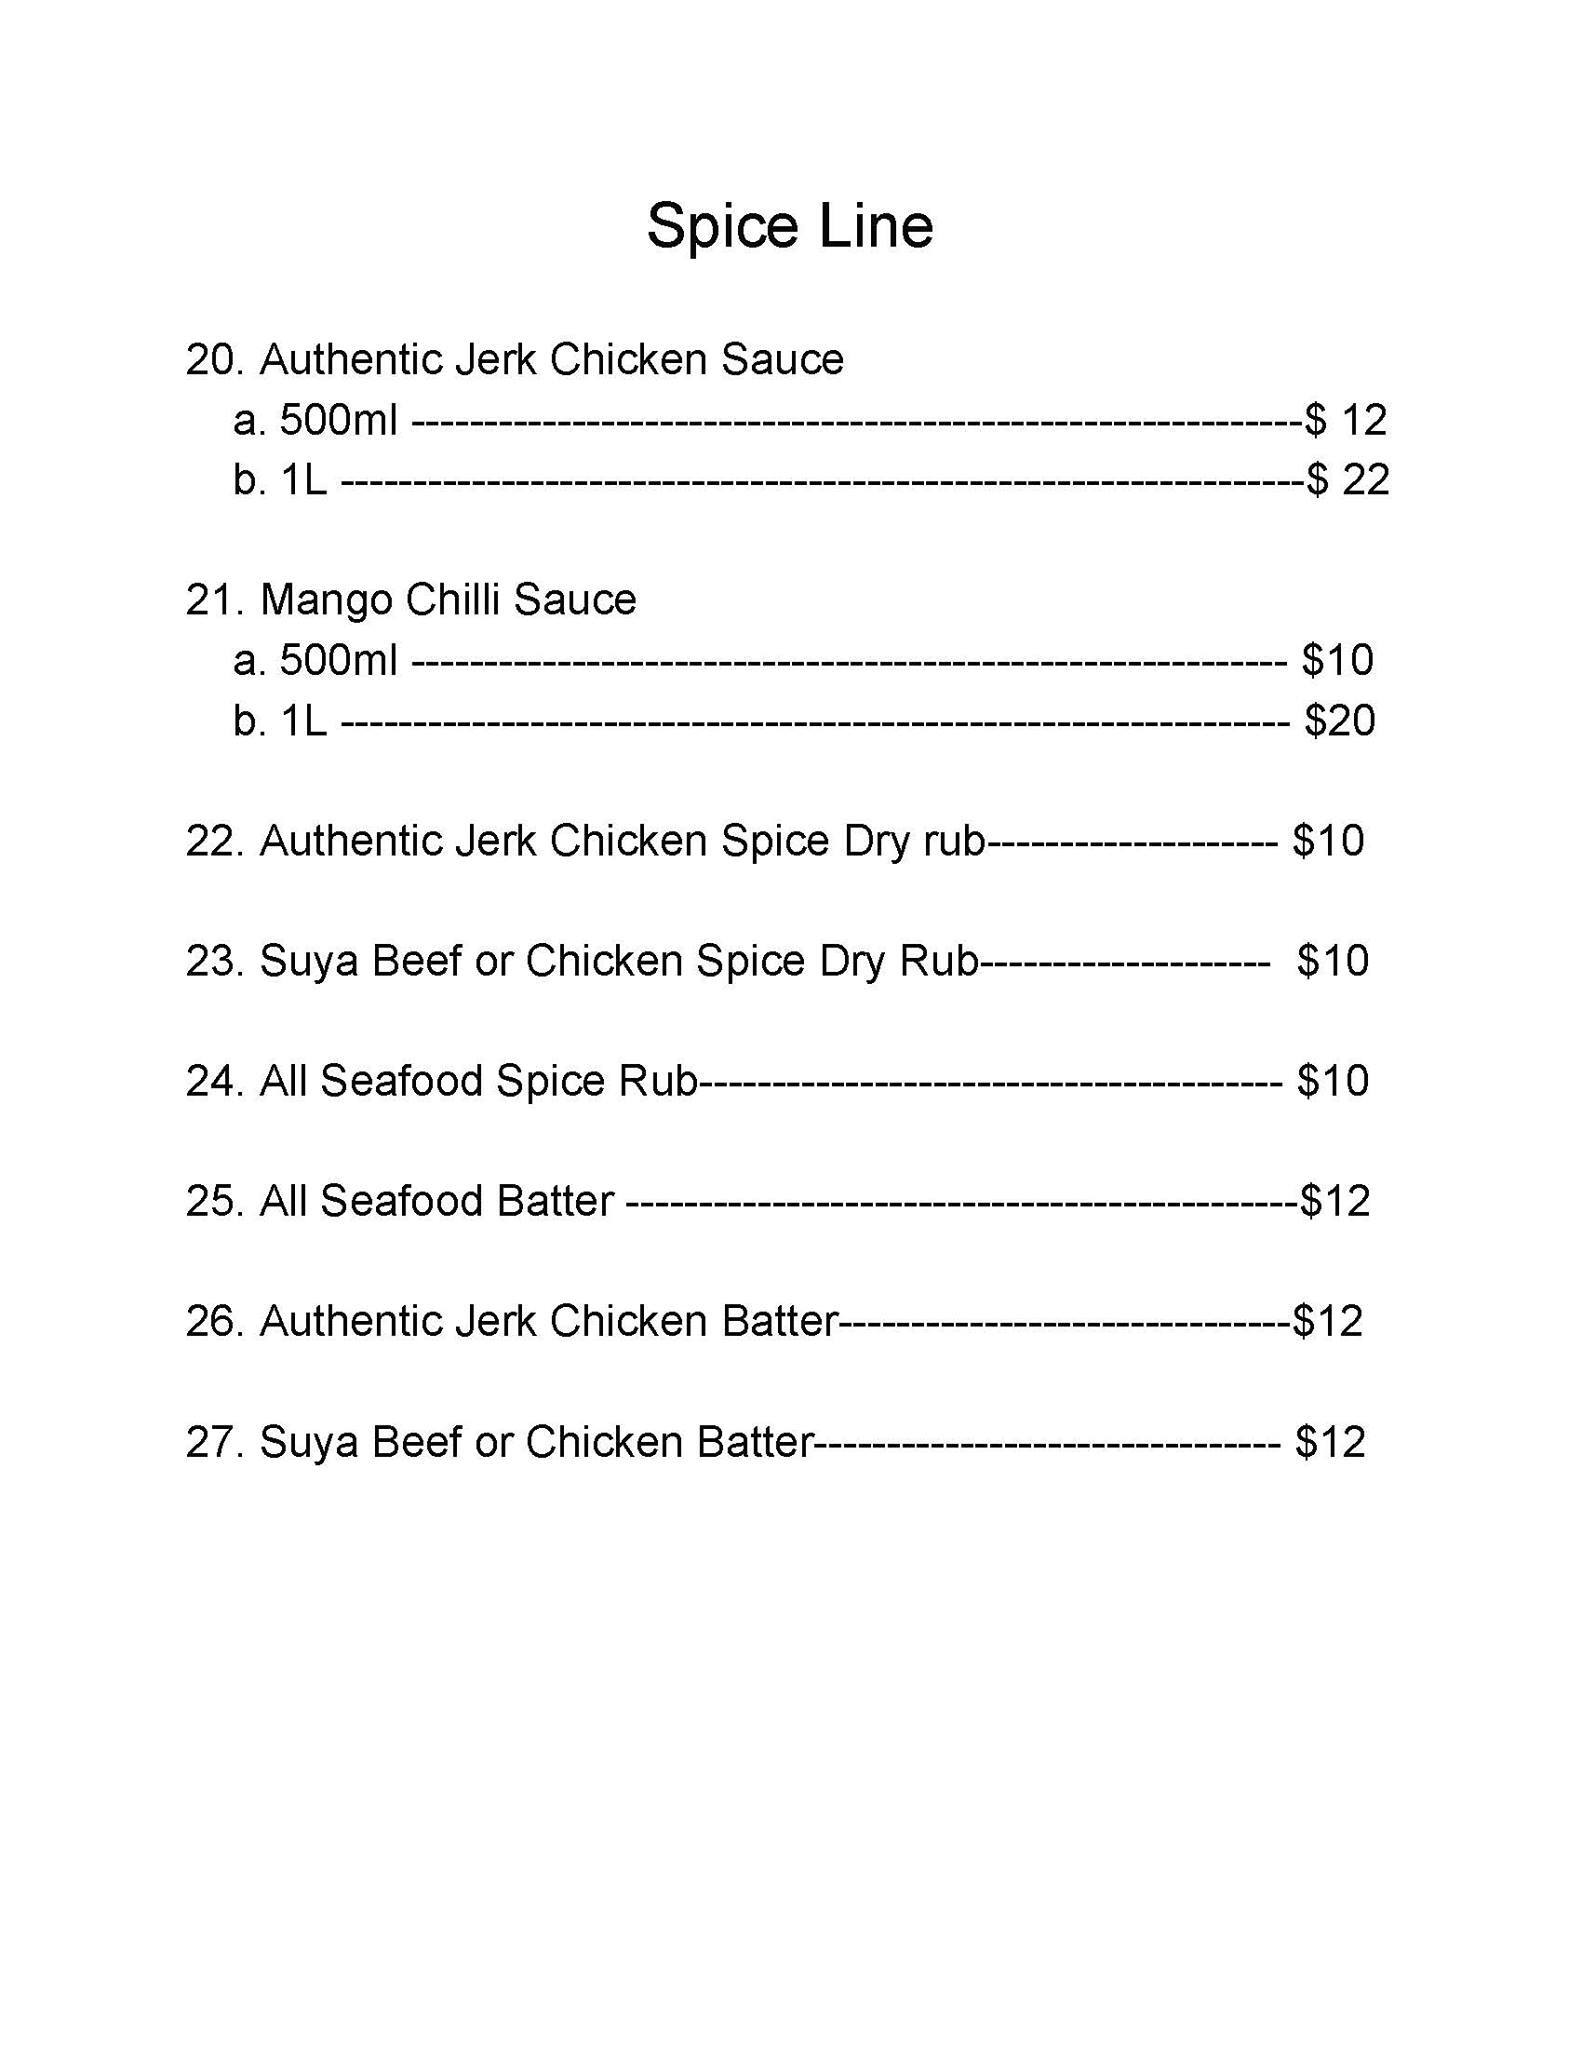 Spice Line
20. Authentic Jerk Chicken Sauce
a. 500ml -------------------------------------------------------------$ 12
b. 1L ------------------------------------------------------------------$ 22
21. Mango Chilli Sauce
a. 500ml ------------------------------------------------------------ $10
b. 1L ----------------------------------------------------------------- $20
22. Authentic Jerk Chicken Spice Dry rub-------------------- $10
23. Suya Beef or Chicken Spice Dry Rub--------------------  $10
24. All Seafood Spice Rub---------------------------------------- $10
25. All Seafood Batter ----------------------------------------------$12
26. Authentic Jerk Chicken Batter-------------------------------$12
27. Suya Beef or Chicken Batter-------------------------------- $12